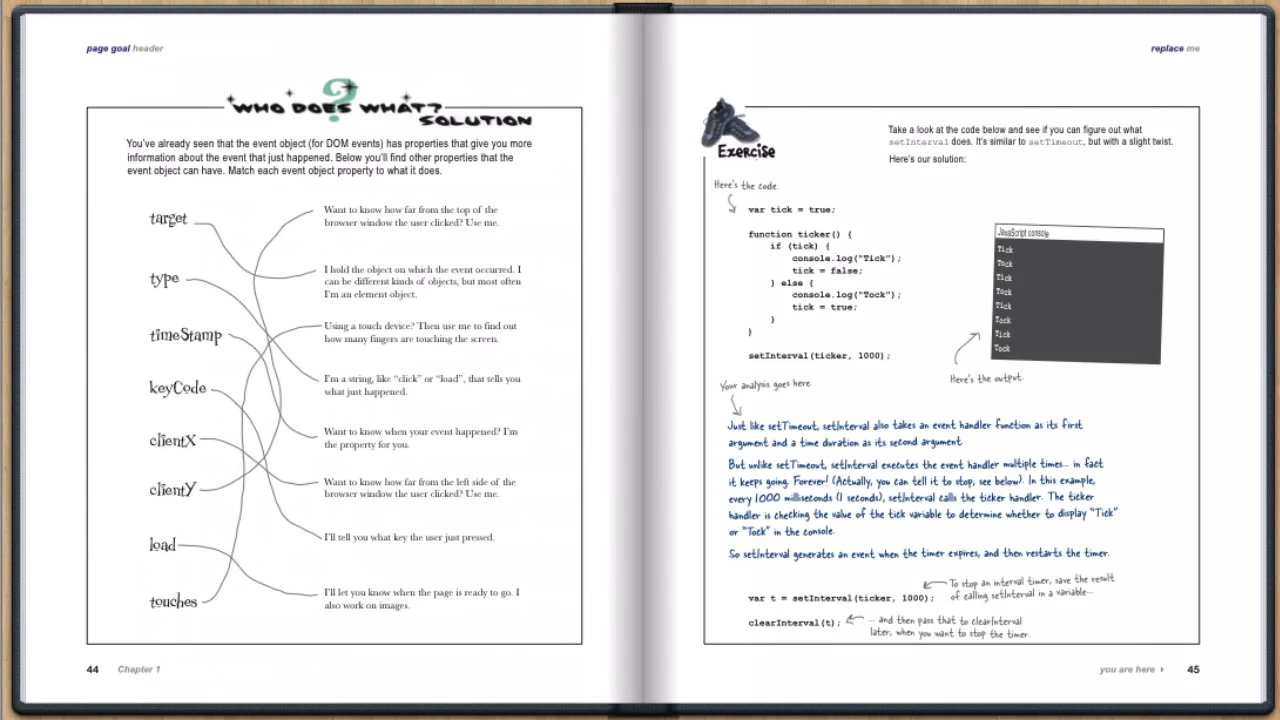 page goal header
WHO DOES WHAT?
SOLUTION
You've already seen that the event object (for DOM events) has properties that give you more
information about the event that just happened. Below you'll find other properties that the
event object can have. Match each event object property to what it does.
target
type
timeStamp
keyCode
clientX
clientY
load
touches
Want to know how far from the top of the
browser window the user clicked? Use me.
I hold the object on which the event occurred. I
can be different kinds of objects, but most often
I'm an element object.
Using a touch device? Then use me to find out
how many fingers are touching the screen.
I'm a string, like “click” or “load”, that tells you
what just happened.
Want to know when your event happened? I'm
the property for you.
Want to know how far from the left side of the
browser window the user clicked? Use me.
I'll tell you what key the user just pressed.
I'll let you know when the page is ready to go. I
also work on images.
44 Chapter 1
replace me
Exercise
Take a look at the code below and see if you can figure out what
setInterval does. It's similar to setTimeout, but with a slight twist.
Here's our solution:
Here's the code.
var tick = true;
function ticker() {
if (tick) {
console.log("Tick");
tick = false;
} else {
console.log("Tock");
tick = true;
}
}
setInterval(ticker, 1000);
JavaScript console
Tick
Tock
Tick
Tock
Tick
Tock
Tick
Tock
Here's the output.
Your analysis goes here.
Just like setTimeout, setInterval also takes an event handler function as its first
argument and a time duration as its second argument.
But unlike setTimeout, setInterval executes the event handler multiple times... in fact
it keeps going. Forever! (Actually, you can tell it to stop, see below). In this example,
every 1000 milliseconds (1 seconds), setInterval calls the ticker handler. The ticker
handler is checking the value of the tick variable to determine whether to display "Tick"
or "Tock" in the console.
So setInterval generates an event when the timer expires, and then restarts the timer.
var t = setInterval(ticker, 1000);
To stop an interval timer, save the result
of calling setInterval in a variable...
clearInterval(t);
... and then pass that to clearInterval
later, when you want to stop the timer.
you are here 45